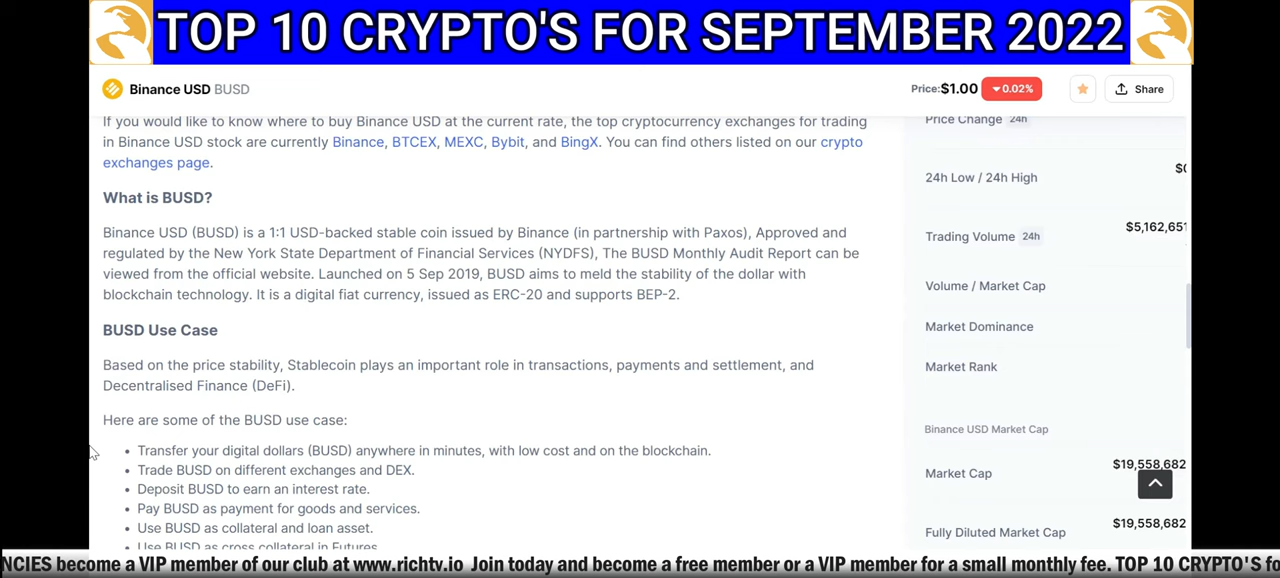 TOP 10 CRYPTO'S FOR SEPTEMBER 2022
Binance USD BUSD
Price:$1.00 0.02%
Share
If you would like to know where to buy Binance USD at the current rate, the top cryptocurrency exchanges for trading
in Binance USD stock are currently Binance, BTCEX, MEXC, Bybit, and BingX. You can find others listed on our crypto
exchanges page.
What is BUSD?
Binance USD (BUSD) is a 1:1 USD-backed stable coin issued by Binance (in partnership with Paxos), Approved and
regulated by the New York State Department of Financial Services (NYDFS), The BUSD Monthly Audit Report can be
viewed from the official website. Launched on 5 Sep 2019, BUSD aims to meld the stability of the dollar with
blockchain technology. It is a digital fiat currency, issued as ERC-20 and supports BEP-2.
BUSD Use Case
Based on the price stability, Stablecoin plays an important role in transactions, payments and settlement, and
Decentralised Finance (DeFi).
Here are some of the BUSD use case:
• Transfer your digital dollars (BUSD) anywhere in minutes, with low cost and on the blockchain.
• Trade BUSD on different exchanges and DEX.
• Deposit BUSD to earn an interest rate.
• Pay BUSD as payment for goods and services.
• Use BUSD as collateral and loan asset.
• Use BUSD as cross collateral in Futures
Price Change 24h
24h Low / 24h High
$0
Trading Volume 24h
$5,162,651
Volume / Market Cap
Market Dominance
Market Rank
Binance USD Market Cap
Market Cap
$19,558,682
Fully Diluted Market Cap
$19,558,682
NCIES become a VIP member of our club at www.richtv.io Join today and become a free member or a VIP member for a small monthly fee. TOP 10 CRYPTO'S fo